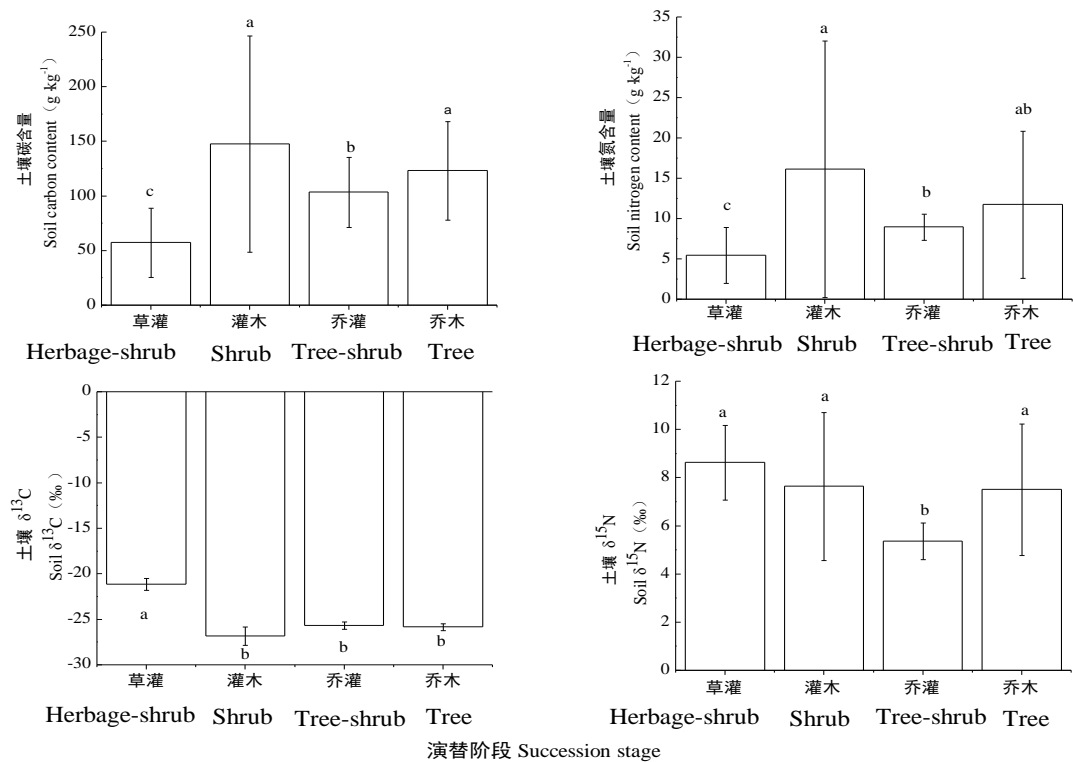 土壤碳含量
Soil carbon content（g·kg⁻¹）
250
200
150
100
50
0
c
a
b
a
草灌
灌木
乔灌
乔木
Herbage-shrub
Shrub
Tree-shrub
Tree
土壤氮含量
Soil nitrogen content（g·kg⁻¹）
35
30
25
20
15
10
5
0
c
a
b
ab
草灌
灌木
乔灌
乔木
Herbage-shrub
Shrub
Tree-shrub
Tree
土壤 δ¹³C
Soil δ¹³C（‰）
0
-5
-10
-15
-20
-25
-30
a
b
b
b
草灌
灌木
乔灌
乔木
Herbage-shrub
Shrub
Tree-shrub
Tree
土壤 δ¹⁵N
Soil δ¹⁵N（‰）
12
10
8
6
4
2
0
a
a
b
a
草灌
灌木
乔灌
乔木
Herbage-shrub
Shrub
Tree-shrub
Tree
演替阶段 Succession stage